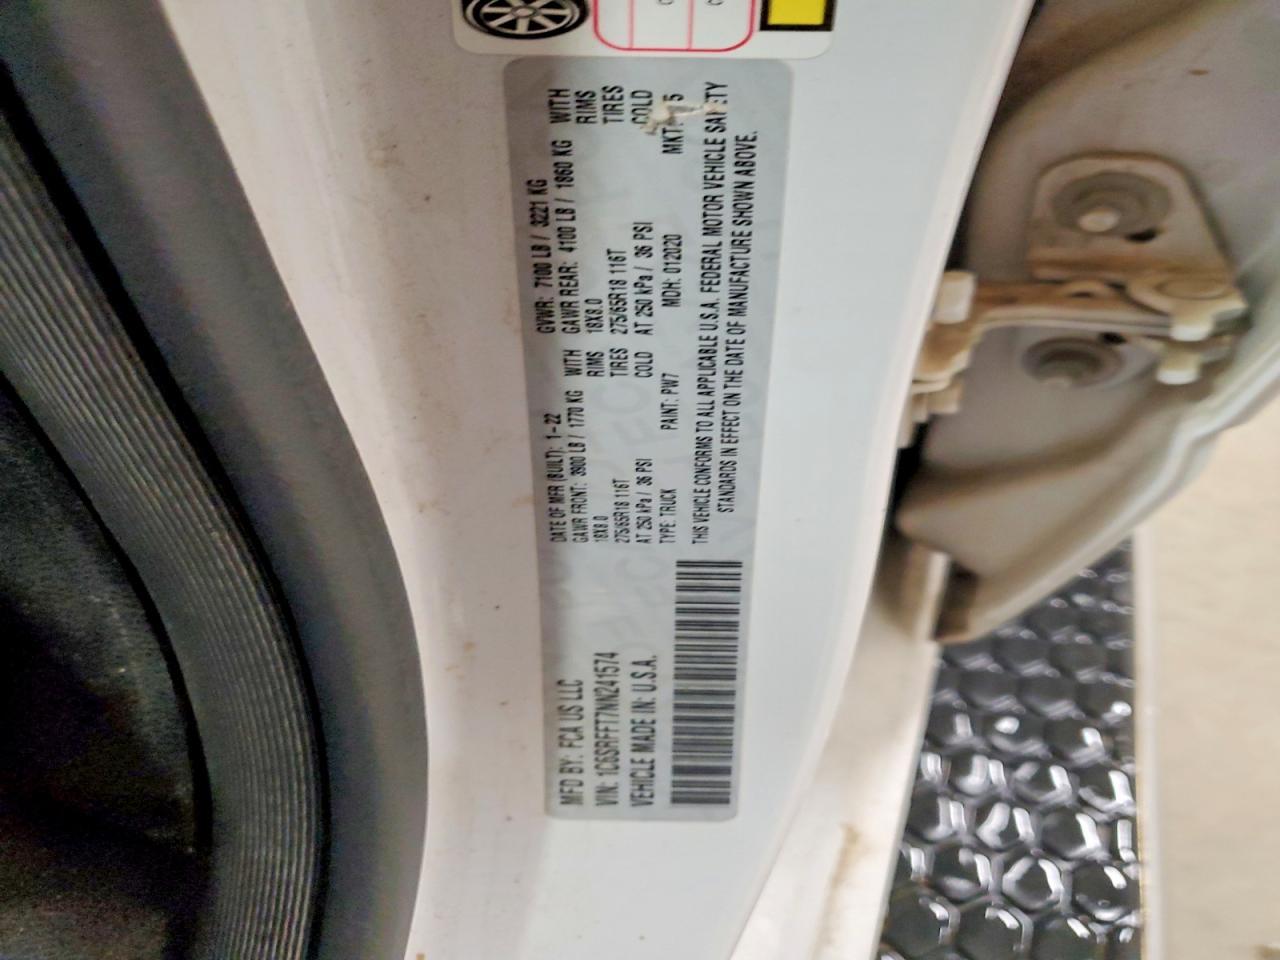 MFD BY: FCA US LLC DATE OF MFR (BUILT): 1-22 GVWR: 7100 LB / 3221 KG
GAWR FRONT: 3900 LB / 1770 KG WITH GAWR REAR: 4100 LB / 1860 KG WITH
VIN: 1C6SRFFT7NN241574 18X8.0 RIMS 18X8.0 RIMS
275/65R18 116T TIRES 275/65R18 116T TIRES
VEHICLE MADE IN: U.S.A. AT 250 kPa / 36 PSI COLD AT 250 kPa / 36 PSI COLD
TYPE: TRUCK PAINT: PW7 MDH: 012020
THIS VEHICLE CONFORMS TO ALL APPLICABLE U.S.A. FEDERAL MOTOR VEHICLE SAFETY
STANDARDS IN EFFECT ON THE DATE OF MANUFACTURE SHOWN ABOVE.